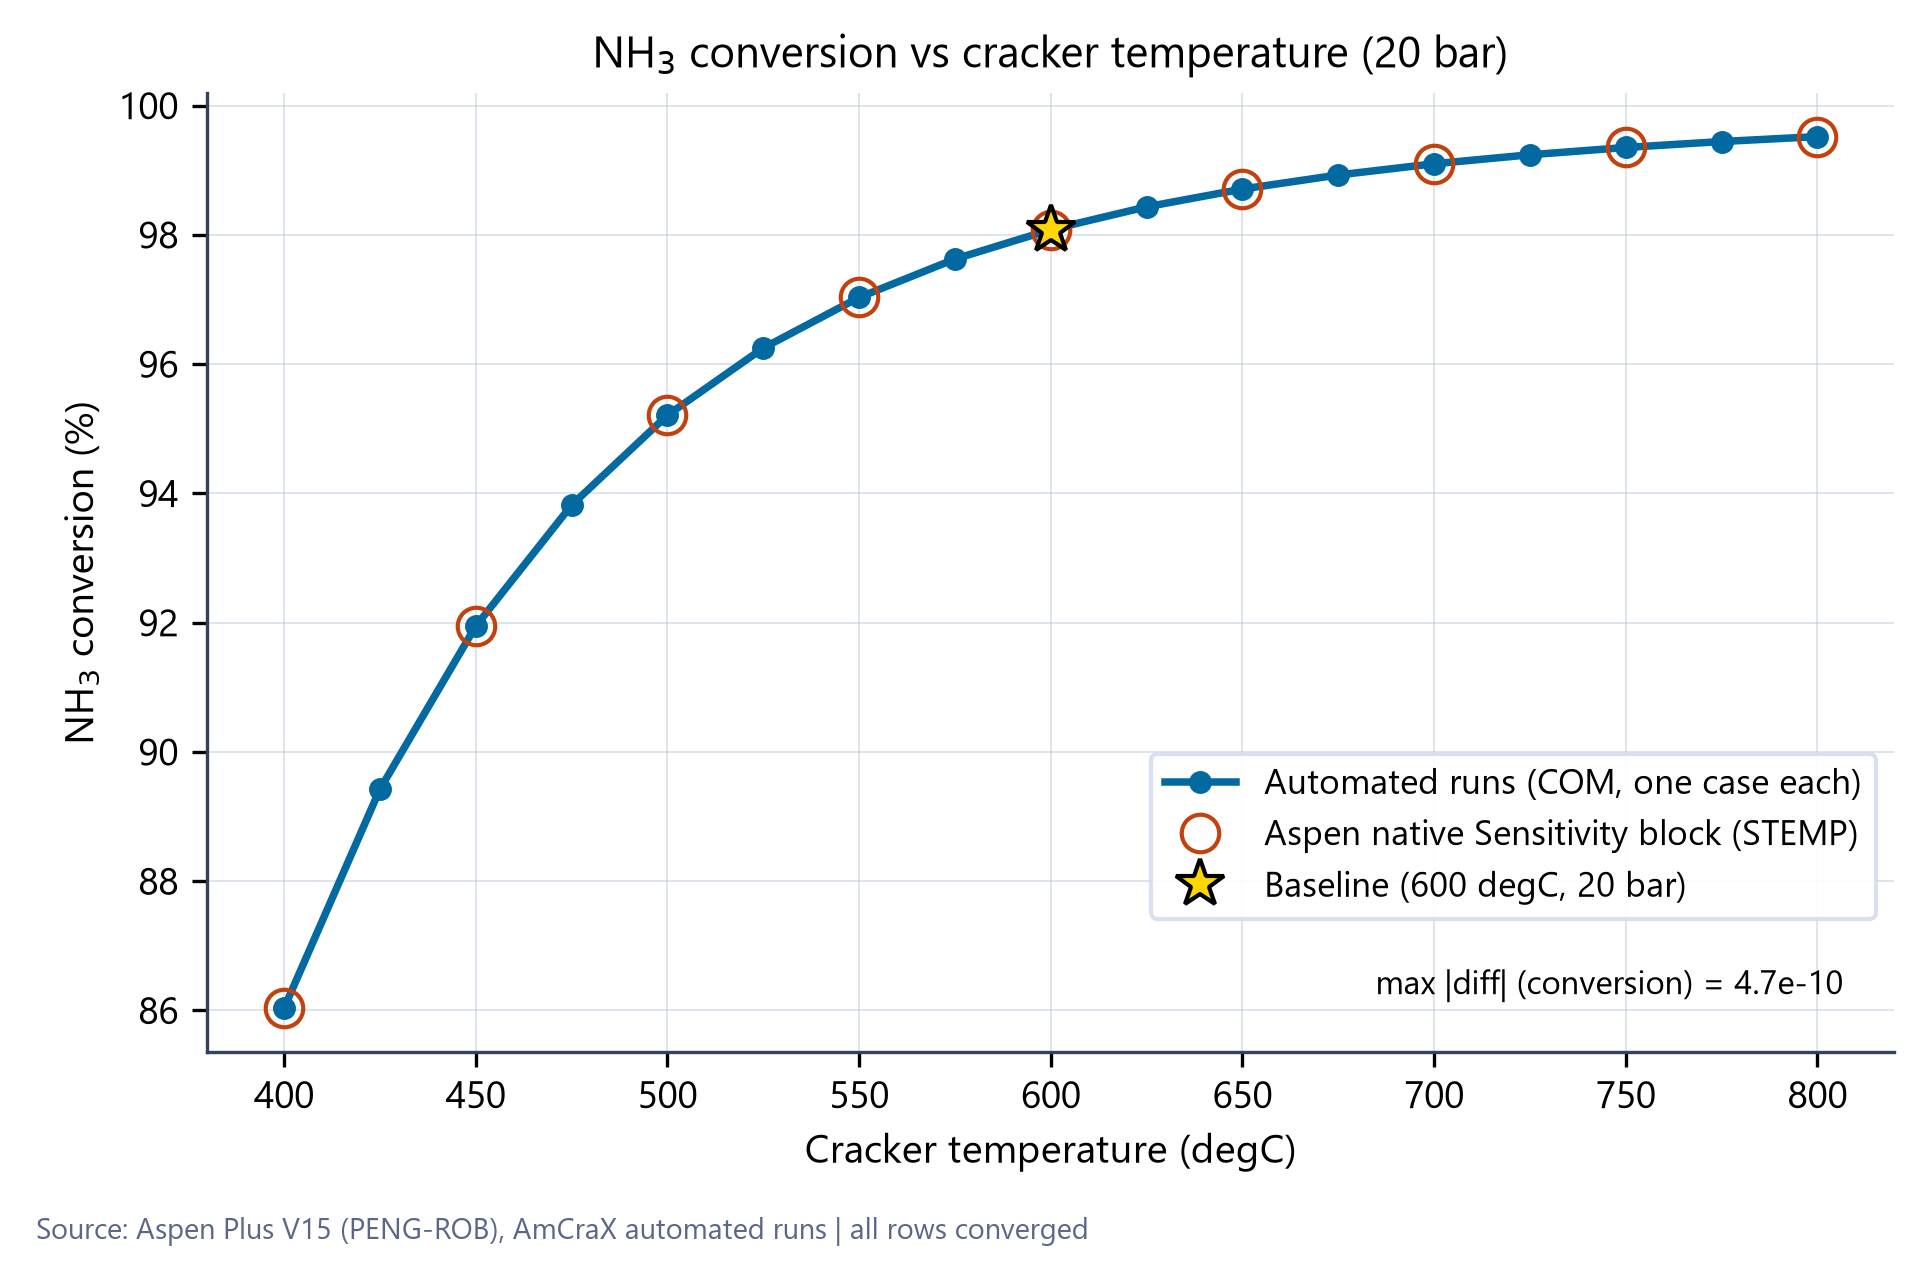 NH₃ conversion vs cracker temperature (20 bar)
100
98
96
94
92
90
88
86
NH₃ conversion (%)
Automated runs (COM, one case each)
Aspen native Sensitivity block (STEMP)
Baseline (600 degC, 20 bar)
max |diff| (conversion) = 4.7e-10
400 450 500 550 600 650 700 750 800
Cracker temperature (degC)
Source: Aspen Plus V15 (PENG-ROB), AmCraX automated runs | all rows converged